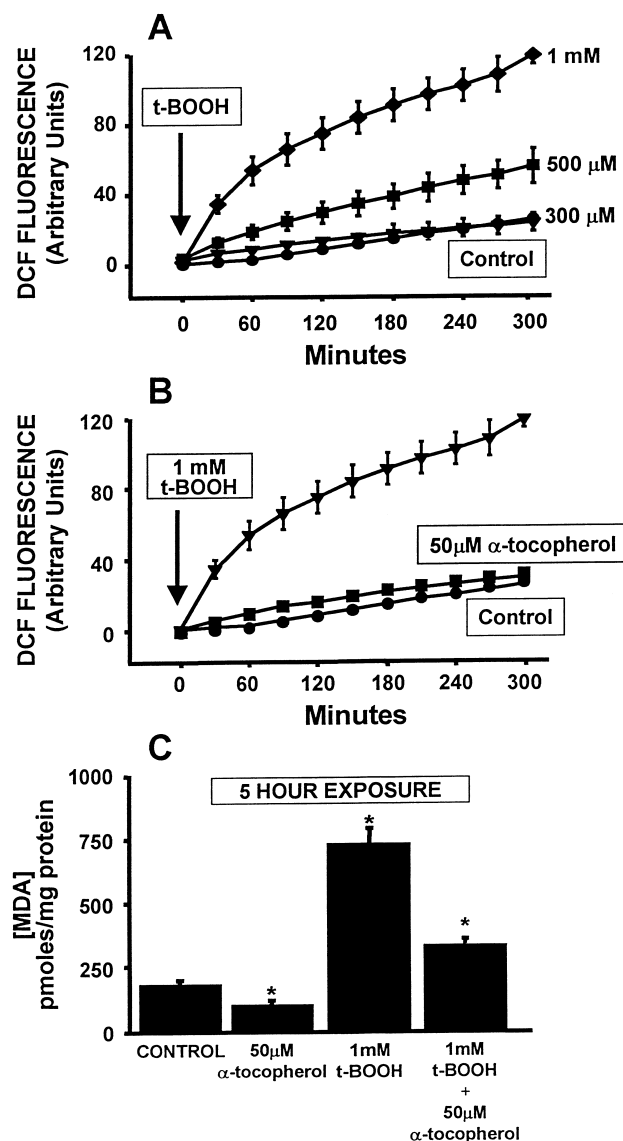 A
DCF FLUORESCENCE
(Arbitrary Units)
120
80
40
0
t-BOOH
1 mM
500 μM
300 μM
Control
0 60 120 180 240 300
Minutes
B
DCF FLUORESCENCE
(Arbitrary Units)
120
80
40
0
1 mM
t-BOOH
50μM α-tocopherol
Control
0 60 120 180 240 300
Minutes
C
[MDA]
pmoles/mg protein
1000
750
500
250
0
5 HOUR EXPOSURE
*
*
*
CONTROL
50μM
α-tocopherol
1mM
t-BOOH
1mM
t-BOOH
+
50μM
α-tocopherol